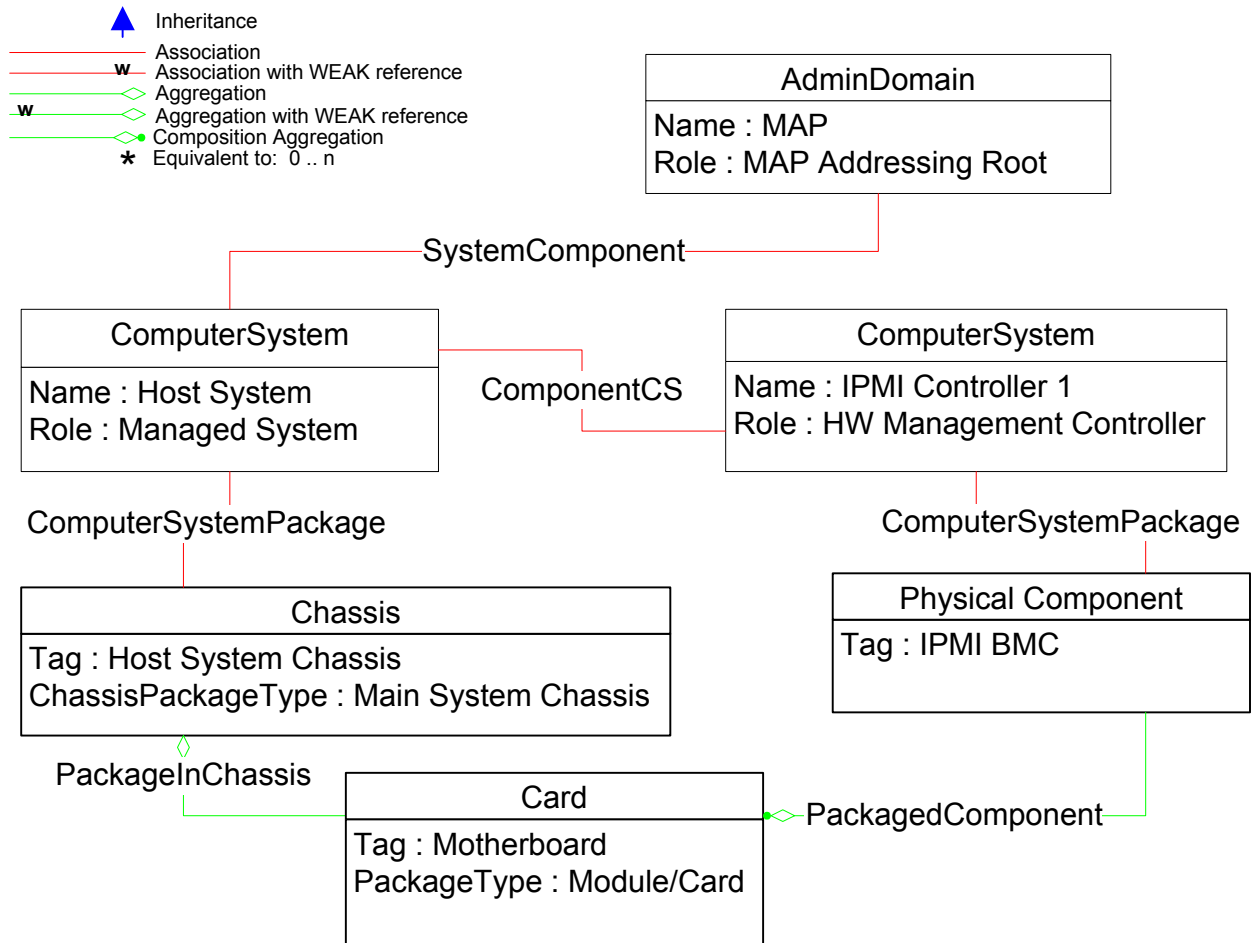 Inheritance
Association
w Association with WEAK reference
Aggregation
w Aggregation with WEAK reference
Composition Aggregation
* Equivalent to: 0 .. n
AdminDomain
Name : MAP
Role : MAP Addressing Root
SystemComponent
ComputerSystem
Name : Host System
Role : Managed System
ComponentCS
ComputerSystem
Name : IPMI Controller 1
Role : HW Management Controller
ComputerSystemPackage
ComputerSystemPackage
Chassis
Tag : Host System Chassis
ChassisPackageType : Main System Chassis
Physical Component
Tag : IPMI BMC
PackageInChassis
Card
Tag : Motherboard
PackageType : Module/Card
PackagedComponent